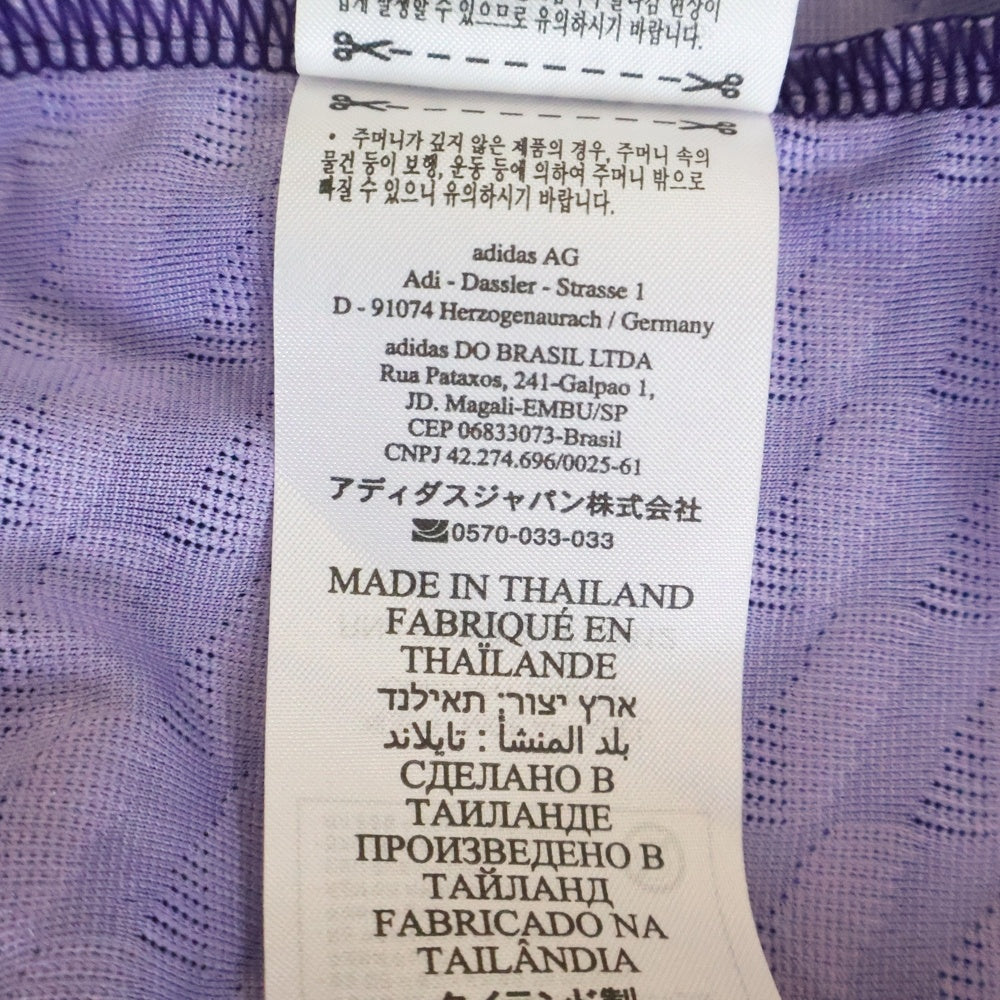 쉽게 발생할 수 있으므로 유의하시기 바랍니다.
• 주머니가 깊지 않은 제품의 경우, 주머니 속의
물건 등이 보행, 운동 등에 의하여 주머니 밖으로
빠질 수 있으니 유의하시기 바랍니다.
adidas AG
Adi - Dassler - Strasse 1
D - 91074 Herzogenaurach / Germany
adidas DO BRASIL LTDA
Rua Pataxos, 241-Galpao 1,
JD. Magali-EMBU/SP
CEP 06833073-Brasil
CNPJ 42.274.696/0025-61
アディダスジャパン株式会社
0570-033-033
MADE IN THAILAND
FABRIQUÉ EN
THAÏLANDE
ארץ יצור: תאילנד
بلد المنشأ : تايلاند
СДЕЛАНО В
ТАИЛАНДЕ
ПРОИЗВЕДЕНО В
ТАЙЛАНД
FABRICADO NA
TAILÂNDIA
タイランド製